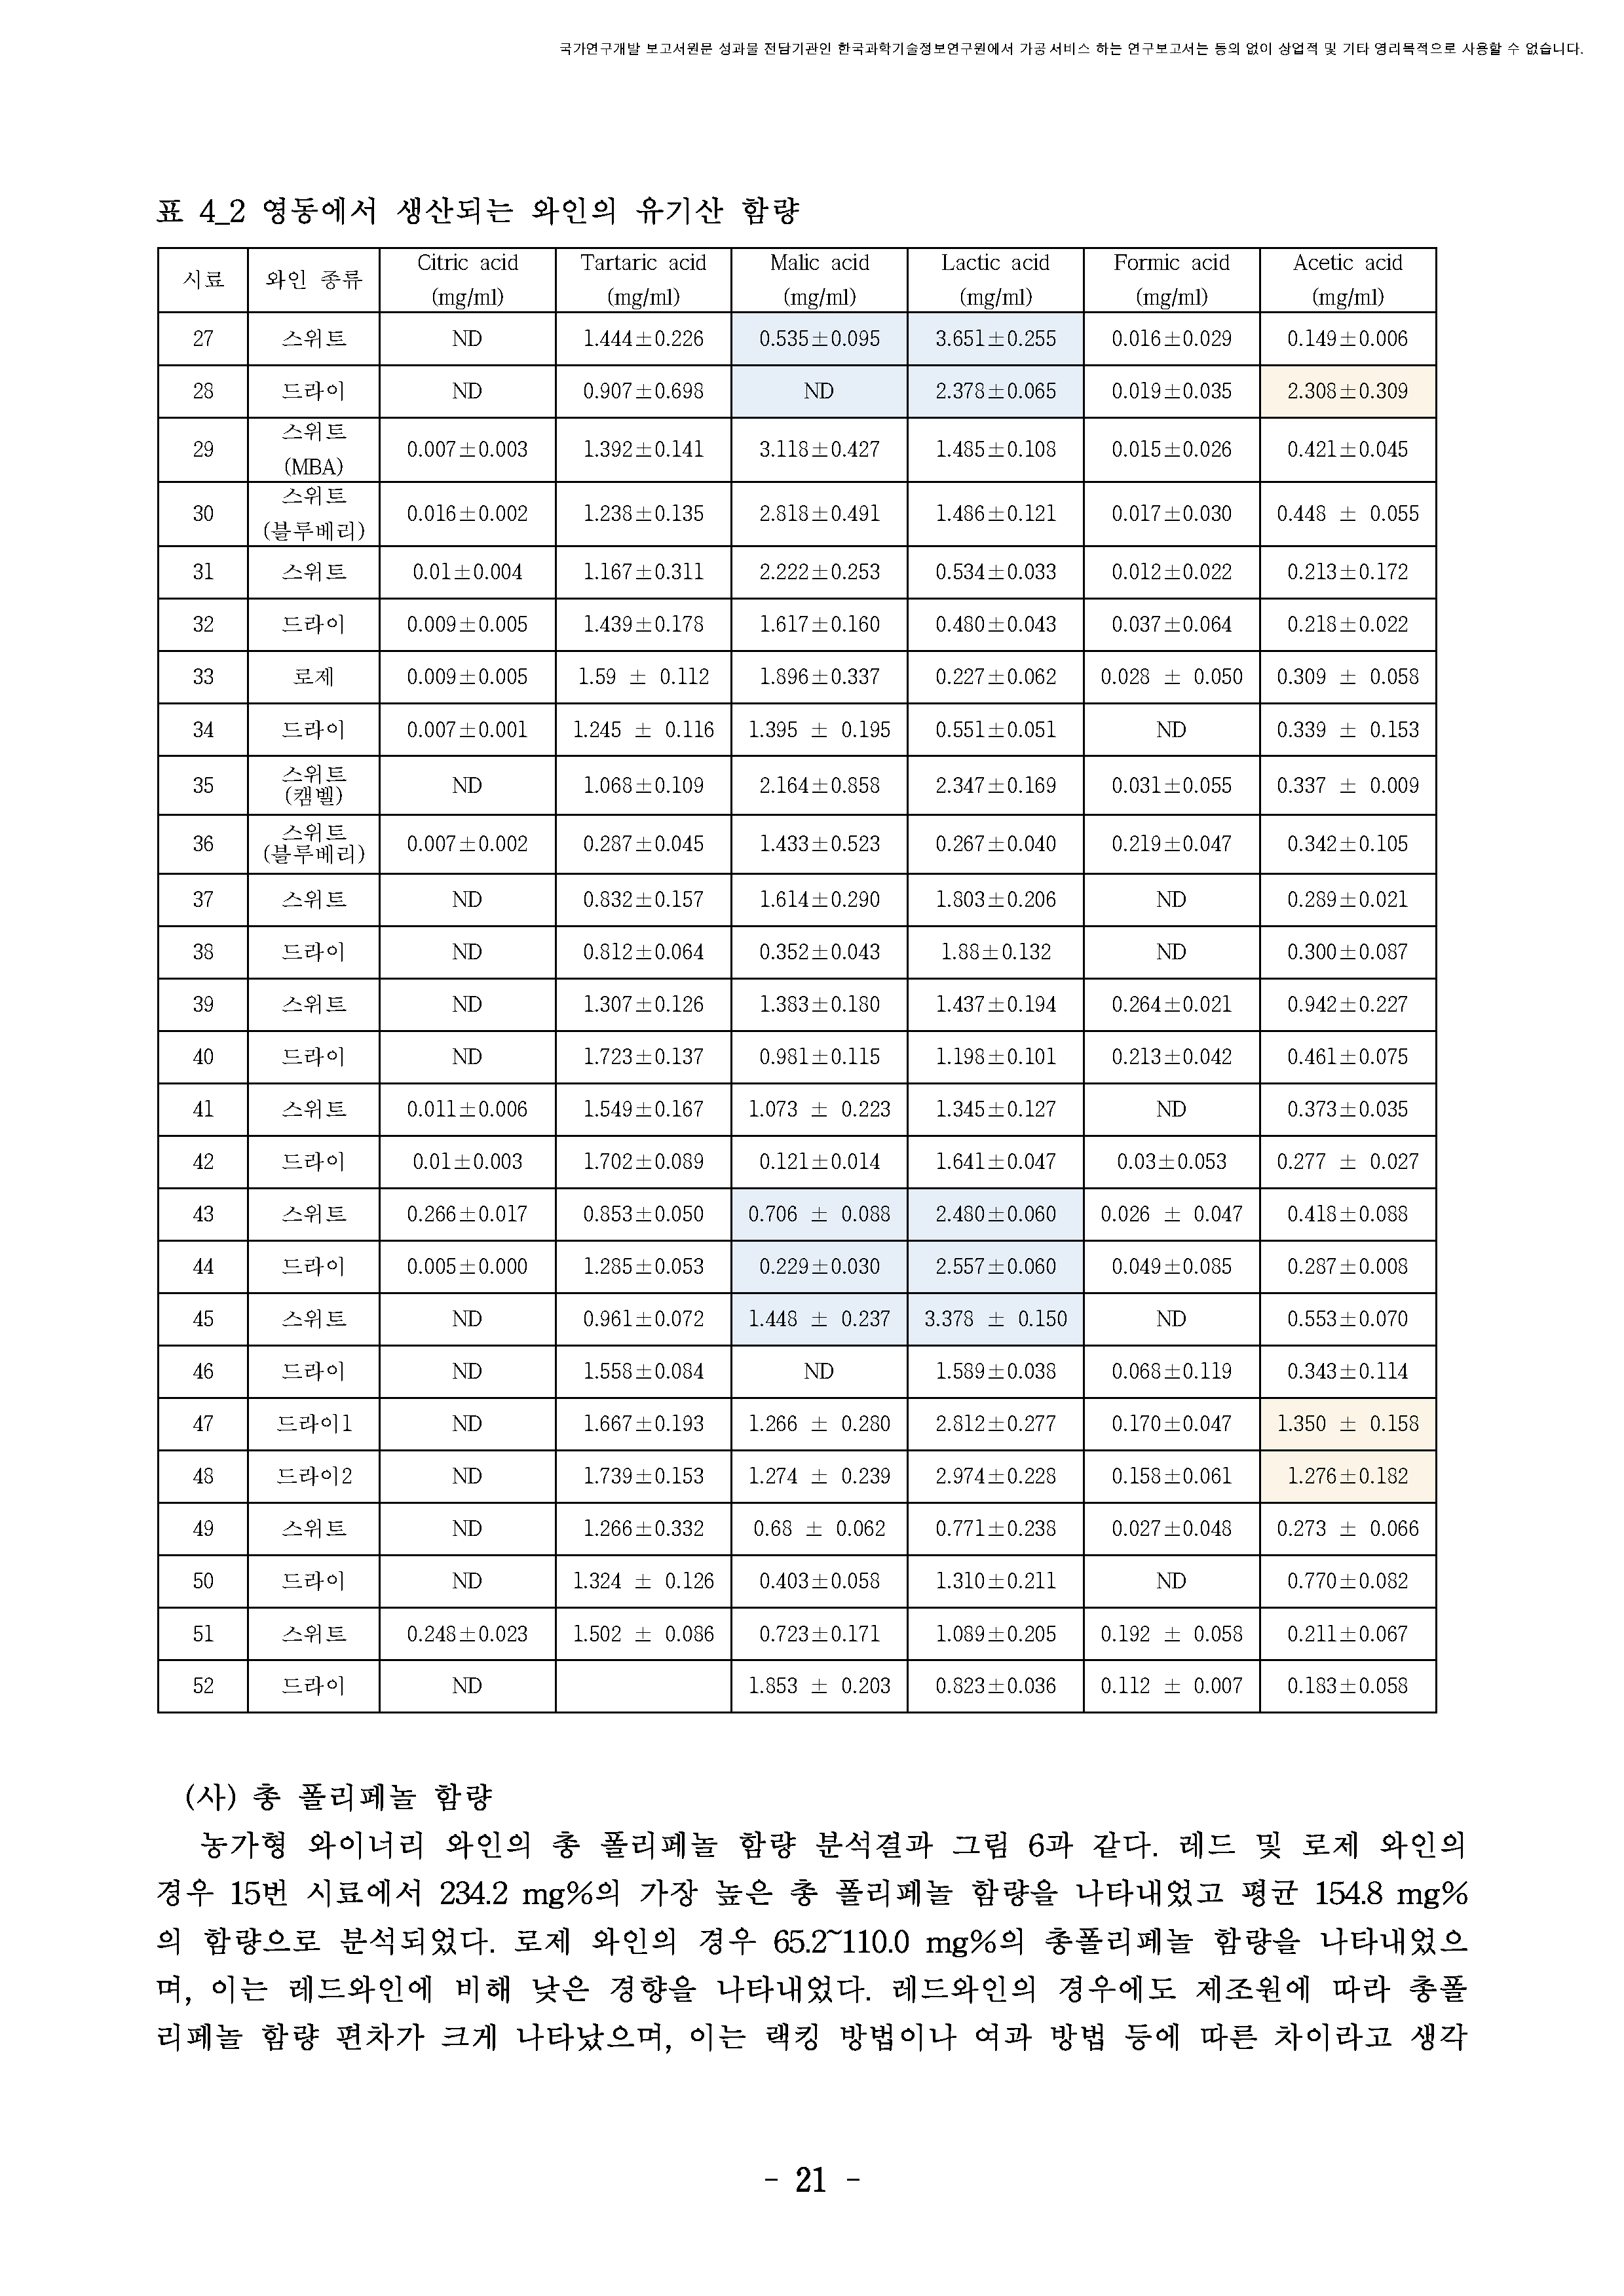 국가연구개발 보고서원문 성과물 전담기관인 한국과학기술정보연구원에서 가공·서비스 하는 연구보고서는 동의 없이 상업적 및 기타 영리목적으로 사용할 수 없습니다.
표 4_2 영동에서 생산되는 와인의 유기산 함량
시료 와인 종류 Citric acid (mg/ml) Tartaric acid (mg/ml) Malic acid (mg/ml) Lactic acid (mg/ml) Formic acid (mg/ml) Acetic acid (mg/ml)
27 스위트 ND 1.444±0.226 0.535±0.095 3.651±0.255 0.016±0.029 0.149±0.006
28 드라이 ND 0.907±0.698 ND 2.378±0.065 0.019±0.035 2.308±0.309
29 스위트 (MBA) 0.007±0.003 1.392±0.141 3.118±0.427 1.485±0.108 0.015±0.026 0.421±0.045
30 스위트 (블루베리) 0.016±0.002 1.238±0.135 2.818±0.491 1.486±0.121 0.017±0.030 0.448 ± 0.055
31 스위트 0.01±0.004 1.167±0.311 2.222±0.253 0.534±0.033 0.012±0.022 0.213±0.172
32 드라이 0.009±0.005 1.439±0.178 1.617±0.160 0.480±0.043 0.037±0.064 0.218±0.022
33 로제 0.009±0.005 1.59 ± 0.112 1.896±0.337 0.227±0.062 0.028 ± 0.050 0.309 ± 0.058
34 드라이 0.007±0.001 1.245 ± 0.116 1.395 ± 0.195 0.551±0.051 ND 0.339 ± 0.153
35 스위트 (캠벨) ND 1.068±0.109 2.164±0.858 2.347±0.169 0.031±0.055 0.337 ± 0.009
36 스위트 (블루베리) 0.007±0.002 0.287±0.045 1.433±0.523 0.267±0.040 0.219±0.047 0.342±0.105
37 스위트 ND 0.832±0.157 1.614±0.290 1.803±0.206 ND 0.289±0.021
38 드라이 ND 0.812±0.064 0.352±0.043 1.88±0.132 ND 0.300±0.087
39 스위트 ND 1.307±0.126 1.383±0.180 1.437±0.194 0.264±0.021 0.942±0.227
40 드라이 ND 1.723±0.137 0.981±0.115 1.198±0.101 0.213±0.042 0.461±0.075
41 스위트 0.011±0.006 1.549±0.167 1.073 ± 0.223 1.345±0.127 ND 0.373±0.035
42 드라이 0.01±0.003 1.702±0.089 0.121±0.014 1.641±0.047 0.03±0.053 0.277 ± 0.027
43 스위트 0.266±0.017 0.853±0.050 0.706 ± 0.088 2.480±0.060 0.026 ± 0.047 0.418±0.088
44 드라이 0.005±0.000 1.285±0.053 0.229±0.030 2.557±0.060 0.049±0.085 0.287±0.008
45 스위트 ND 0.961±0.072 1.448 ± 0.237 3.378 ± 0.150 ND 0.553±0.070
46 드라이 ND 1.558±0.084 ND 1.589±0.038 0.068±0.119 0.343±0.114
47 드라이1 ND 1.667±0.193 1.266 ± 0.280 2.812±0.277 0.170±0.047 1.350 ± 0.158
48 드라이2 ND 1.739±0.153 1.274 ± 0.239 2.974±0.228 0.158±0.061 1.276±0.182
49 스위트 ND 1.266±0.332 0.68 ± 0.062 0.771±0.238 0.027±0.048 0.273 ± 0.066
50 드라이 ND 1.324 ± 0.126 0.403±0.058 1.310±0.211 ND 0.770±0.082
51 스위트 0.248±0.023 1.502 ± 0.086 0.723±0.171 1.089±0.205 0.192 ± 0.058 0.211±0.067
52 드라이 ND 1.853 ± 0.203 0.823±0.036 0.112 ± 0.007 0.183±0.058
(사) 총 폴리페놀 함량
농가형 와이너리 와인의 총 폴리페놀 함량 분석결과 그림 6과 같다. 레드 및 로제 와인의
경우 15번 시료에서 234.2 mg%의 가장 높은 총 폴리페놀 함량을 나타내었고 평균 154.8 mg%
의 함량으로 분석되었다. 로제 와인의 경우 65.2~110.0 mg%의 총폴리페놀 함량을 나타내었으
며, 이는 레드와인에 비해 낮은 경향을 나타내었다. 레드와인의 경우에도 제조원에 따라 총폴
리페놀 함량 편차가 크게 나타났으며, 이는 랙킹 방법이나 여과 방법 등에 따른 차이라고 생각
- 21 -